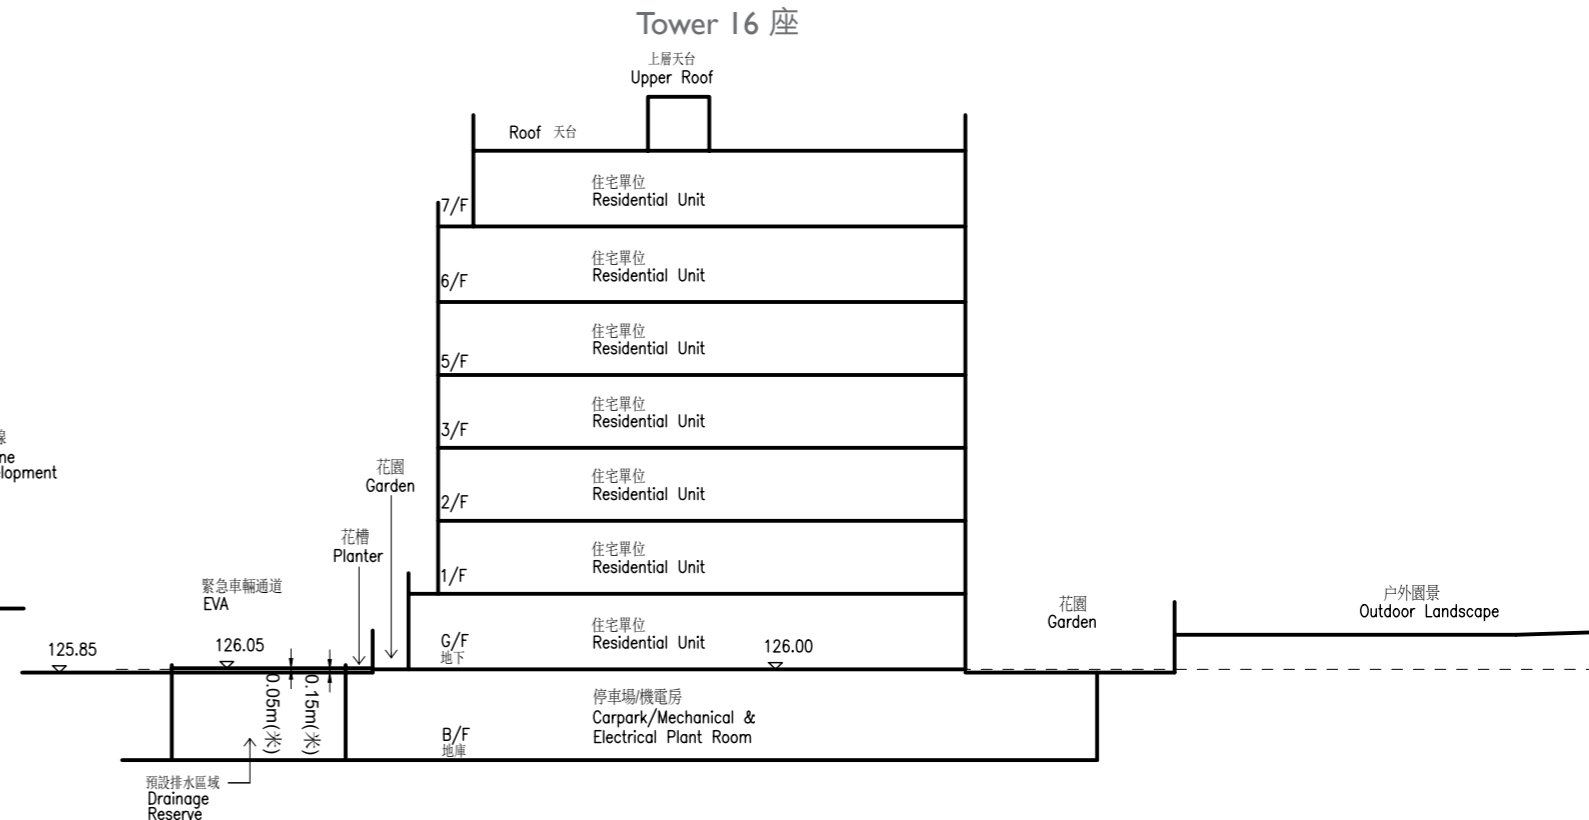 Tower 16 座
上層天台
Upper Roof
Roof 天台
住宅單位
Residential Unit
7/F
住宅單位
Residential Unit
6/F
住宅單位
Residential Unit
5/F
住宅單位
Residential Unit
3/F
住宅單位
Residential Unit
2/F
住宅單位
Residential Unit
1/F
住宅單位
Residential Unit
G/F
地下
126.00
停車場/機電房
Carpark/Mechanical &
Electrical Plant Room
B/F
地庫
線
ne
elopment
花園
Garden
花槽
Planter
緊急車輛通道
EVA
125.85
126.05
0.05m(米)
0.15m(米)
預設排水區域
Drainage
Reserve
花園
Garden
户外園景
Outdoor Landscape